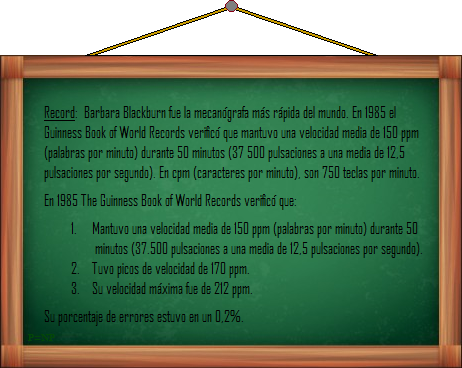 Record: Barbara Blackburn fue la mecanógrafa más rápida del mundo. En 1985 el
Guinness Book of World Records verificó que mantuvo una velocidad media de 150 ppm
(palabras por minuto) durante 50 minutos (37 500 pulsaciones a una media de 12,5
pulsaciones por segundo). En cpm (caracteres por minuto), son 750 teclas por minuto.
En 1985 The Guinness Book of World Records verificó que:
1. Mantuvo una velocidad media de 150 ppm (palabras por minuto) durante 50
minutos (37.500 pulsaciones a una media de 12,5 pulsaciones por segundo).
2. Tuvo picos de velocidad de 170 ppm.
3. Su velocidad máxima fue de 212 ppm.
Su porcentaje de errores estuvo en un 0,2%.